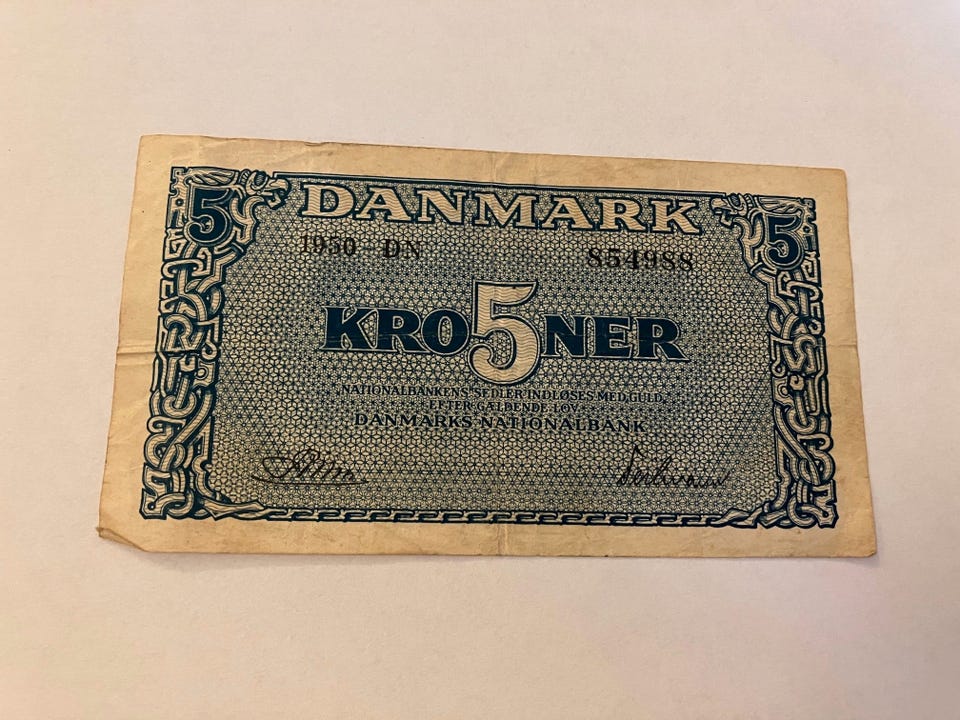 5 DANMARK 5
1950 DN 854988
KRO5NER
NATIONALBANKENS SEDLER INDLØSES MED GULD
EFTER GÆLDENDE LOV
DANMARKS NATIONALBANK